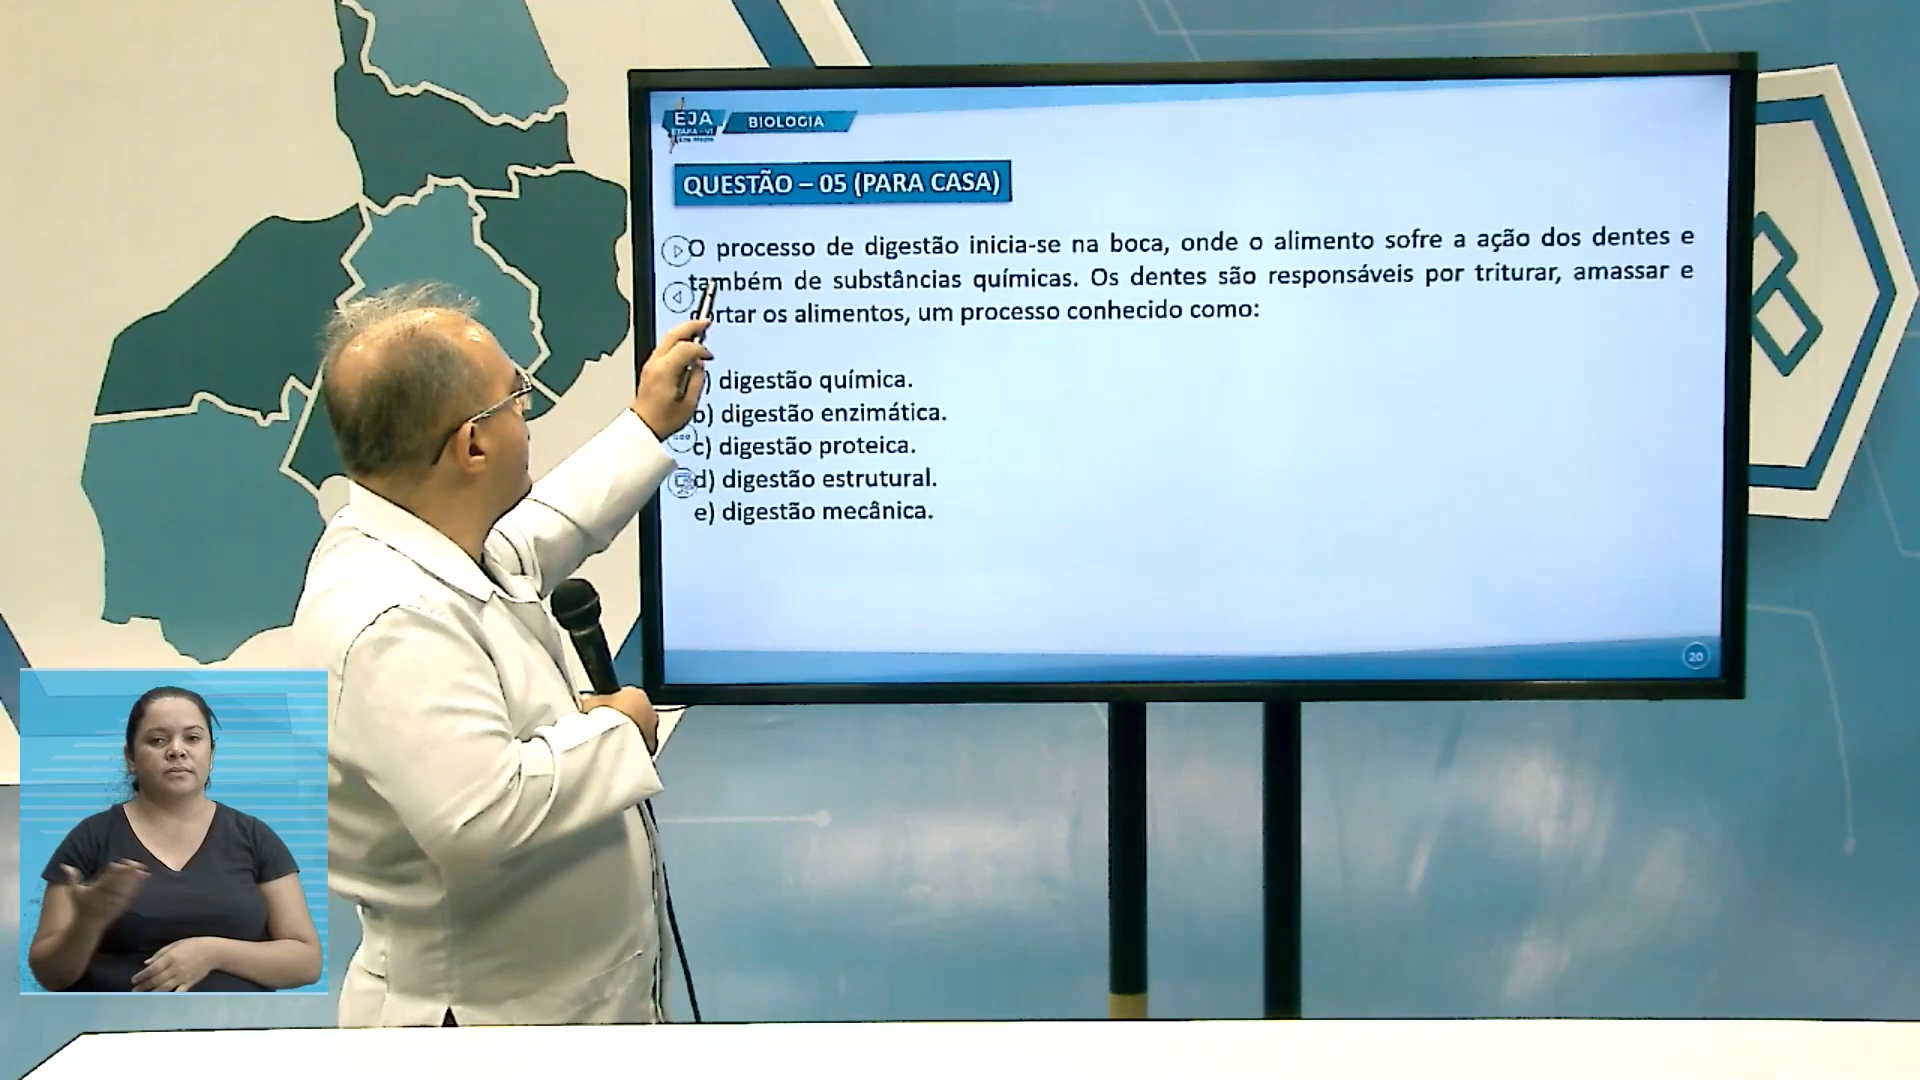 EJA
ETAPA - VI
BIOLOGIA
QUESTÃO – 05 (PARA CASA)
O processo de digestão inicia-se na boca, onde o alimento sofre a ação dos dentes e
também de substâncias químicas. Os dentes são responsáveis por triturar, amassar e
cortar os alimentos, um processo conhecido como:
) digestão química.
b) digestão enzimática.
c) digestão proteica.
d) digestão estrutural.
e) digestão mecânica.
20